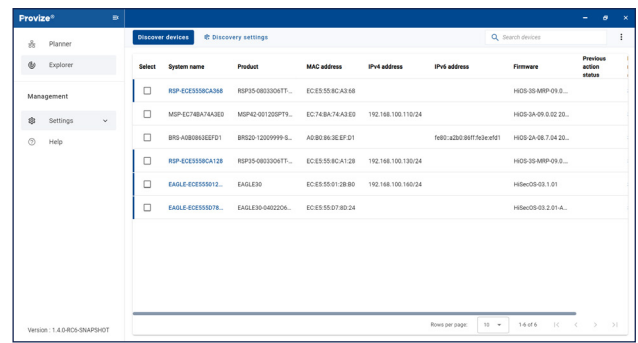 Provize®
Planner
Explorer
Management
Settings
Help
Version : 1.4.0-RC6-SNAPSHOT
Discover devices
Discovery settings
Search devices
Select System name Product MAC address IPv4 address IPv6 address Firmware Previous action status
RSP-ECE5558CA368 RSP35-08033O6TT-... EC:E5:55:8C:A3:68 HiOS-3S-MRP-09.0...
MSP-EC74BA74A3E0 MSP42-00120SPT9... EC:74:BA:74:A3:E0 192.168.100.110/24 HiOS-3A-09.0.02 20...
BRS-A0B0863EEFD1 BRS20-12009999-S... A0:B0:86:3E:EF:D1 fe80::a2b0:86ff:fe3e:efd1 HiOS-2A-08.7.04 20...
RSP-ECE5558CA128 RSP35-08033O6TT-... EC:E5:55:8C:A1:28 192.168.100.130/24 HiOS-3S-MRP-09.0...
EAGLE-ECE555012... EAGLE30 EC:E5:55:01:2B:B0 192.168.100.160/24 HiSecOS-03.1.01
EAGLE-ECE555D78... EAGLE30-04022O6... EC:E5:55:D7:8D:24 HiSecOS-03.2.01-A...
Rows per page: 10 1-6 of 6